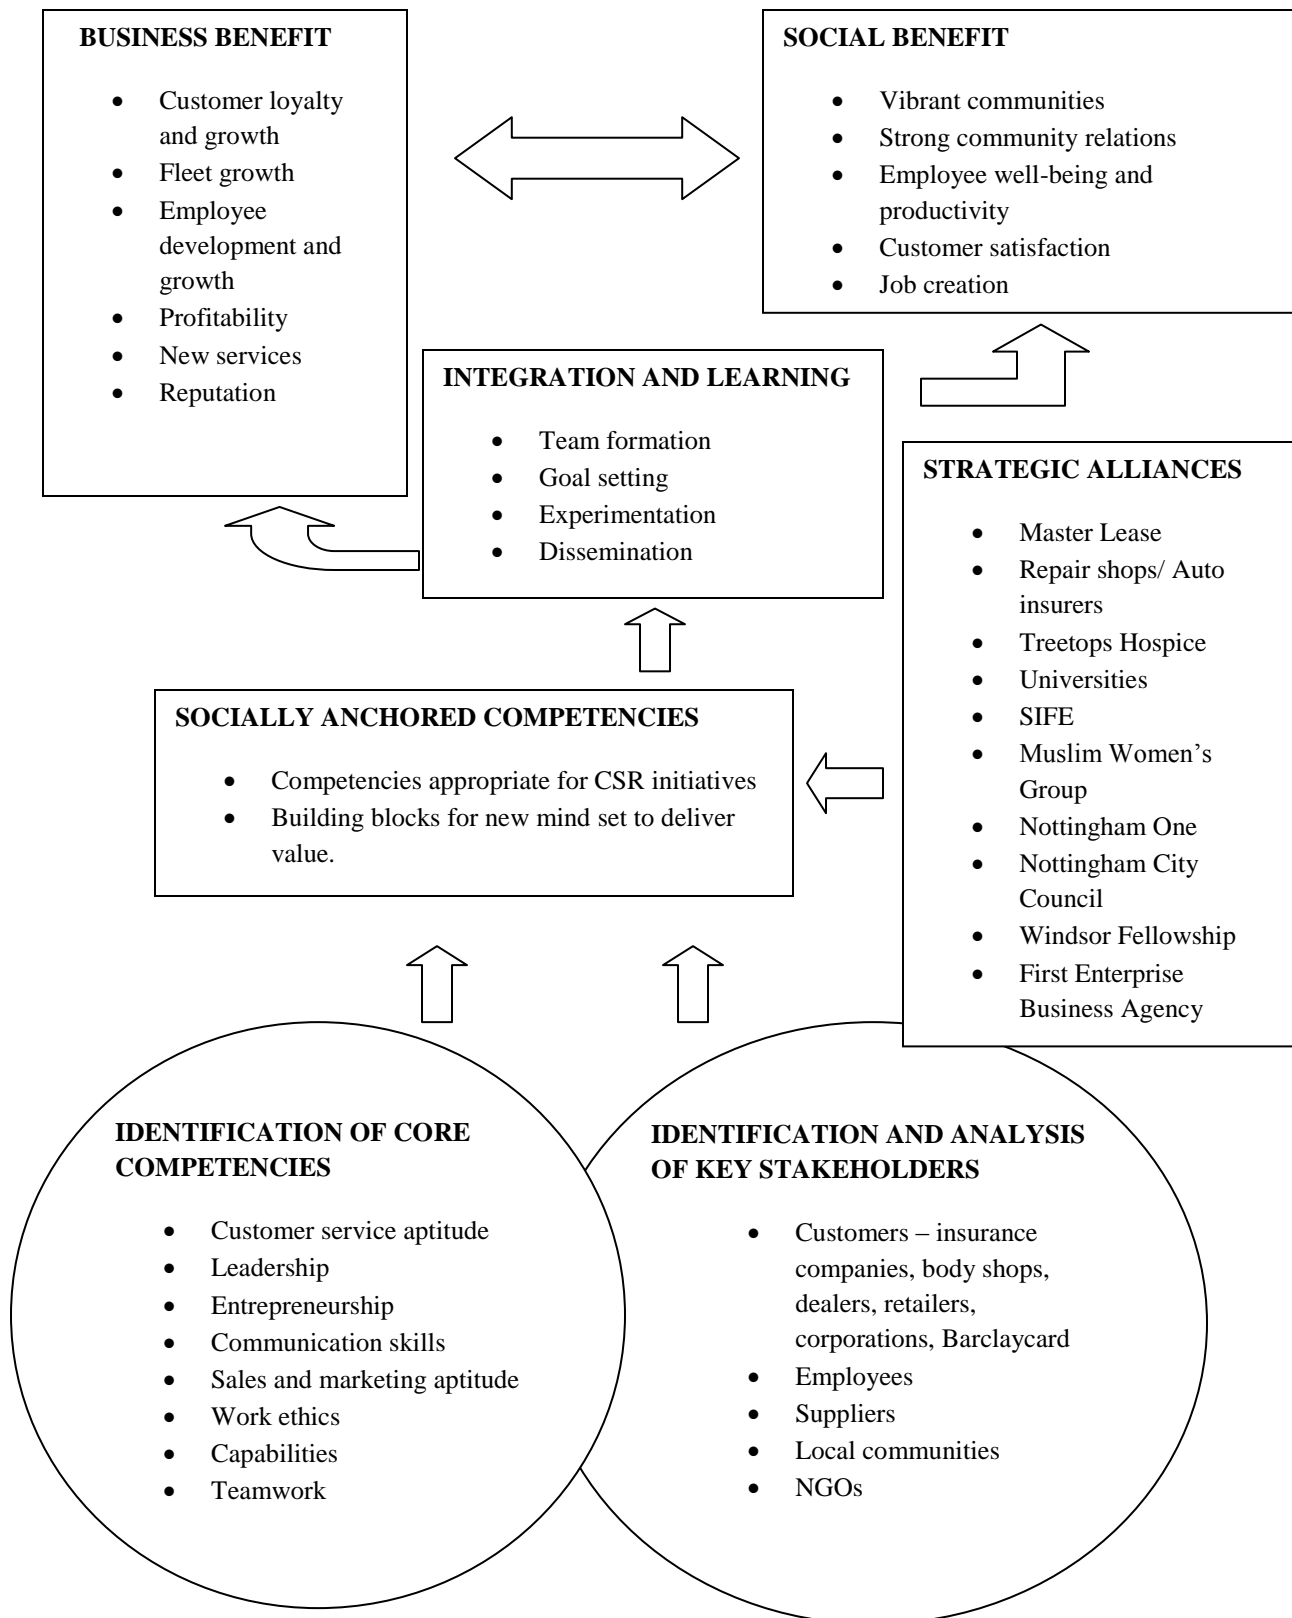 BUSINESS BENEFIT
• Customer loyalty
and growth
• Fleet growth
• Employee
development and
growth
• Profitability
• New services
• Reputation
SOCIAL BENEFIT
• Vibrant communities
• Strong community relations
• Employee well-being and
productivity
• Customer satisfaction
• Job creation
INTEGRATION AND LEARNING
• Team formation
• Goal setting
• Experimentation
• Dissemination
STRATEGIC ALLIANCES
• Master Lease
• Repair shops/ Auto
insurers
• Treetops Hospice
• Universities
• SIFE
• Muslim Women’s
Group
• Nottingham One
• Nottingham City
Council
• Windsor Fellowship
• First Enterprise
Business Agency
SOCIALLY ANCHORED COMPETENCIES
• Competencies appropriate for CSR initiatives
• Building blocks for new mind set to deliver
value.
IDENTIFICATION OF CORE
COMPETENCIES
• Customer service aptitude
• Leadership
• Entrepreneurship
• Communication skills
• Sales and marketing aptitude
• Work ethics
• Capabilities
• Teamwork
IDENTIFICATION AND ANALYSIS
OF KEY STAKEHOLDERS
• Customers – insurance
companies, body shops,
dealers, retailers,
corporations, Barclaycard
• Employees
• Suppliers
• Local communities
• NGOs